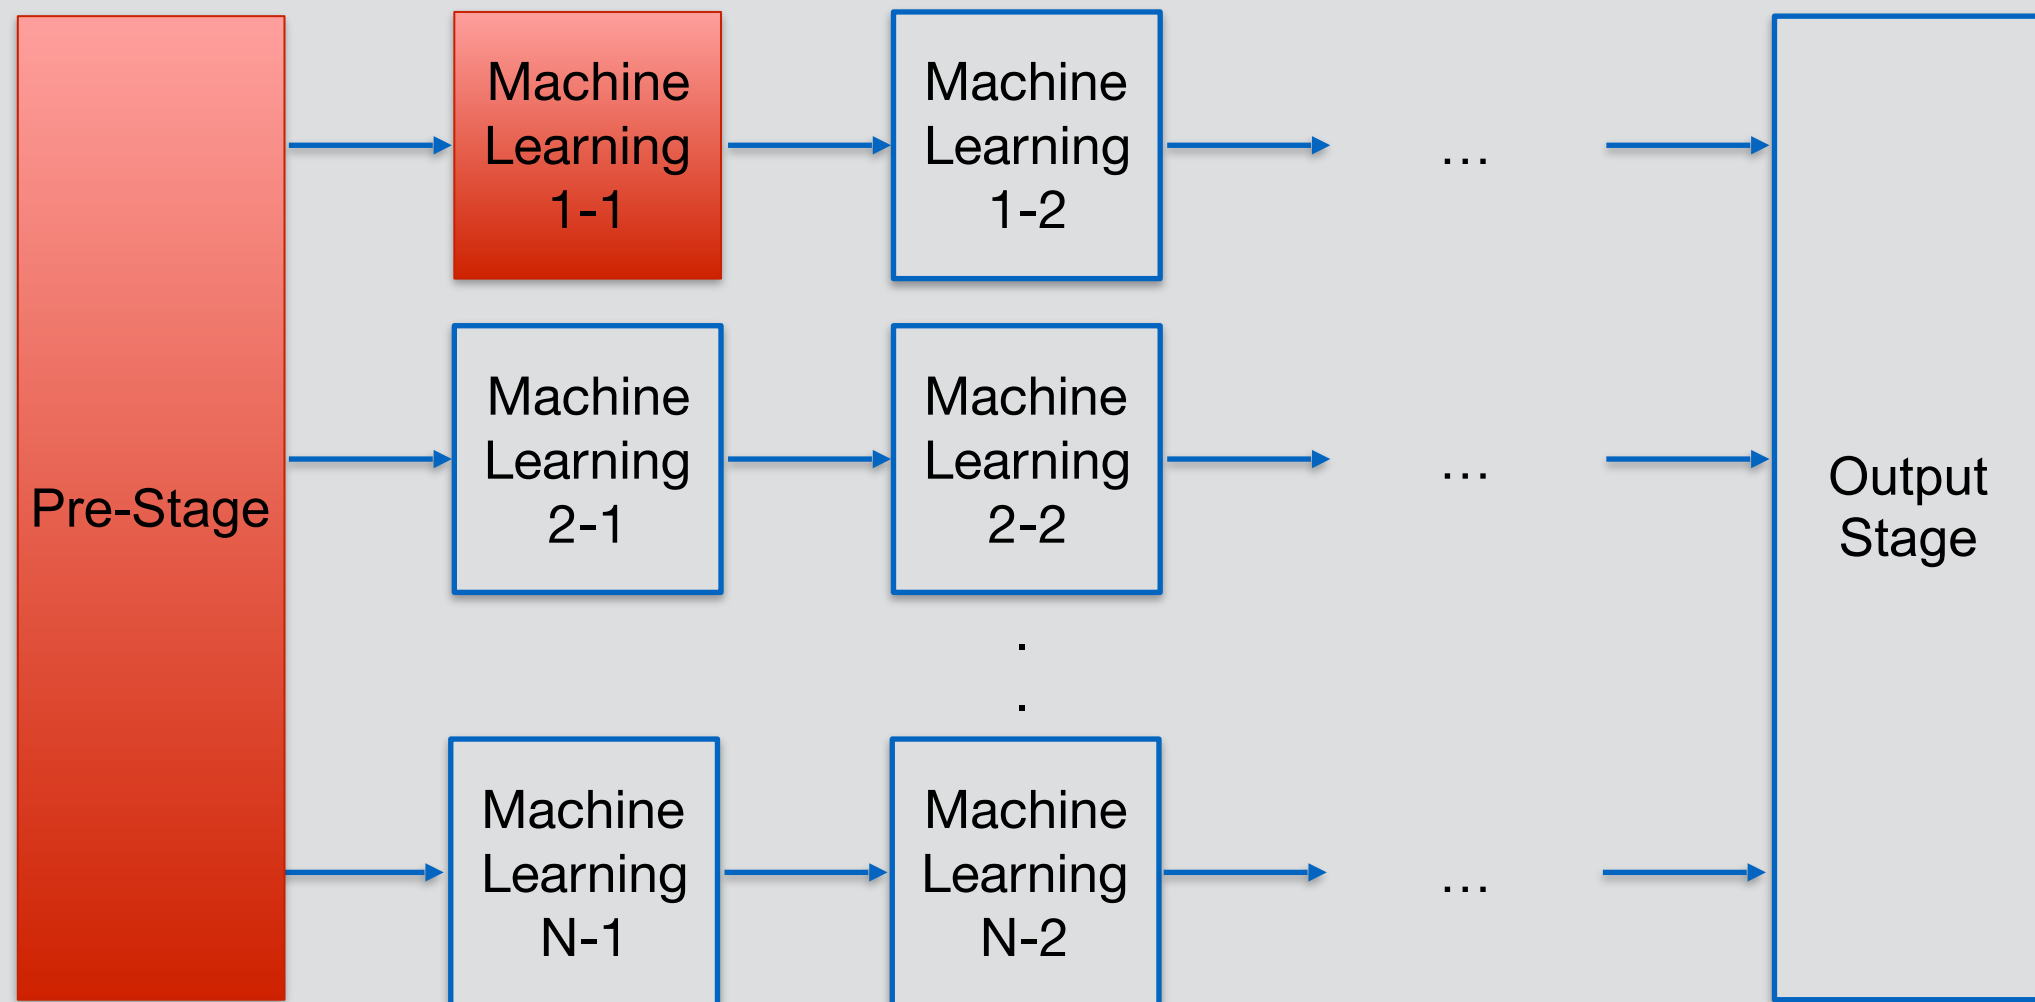 Pre-Stage
Machine
Learning
1-1
Machine
Learning
1-2
...
Machine
Learning
2-1
Machine
Learning
2-2
...
.
.
Machine
Learning
N-1
Machine
Learning
N-2
...
Output
Stage